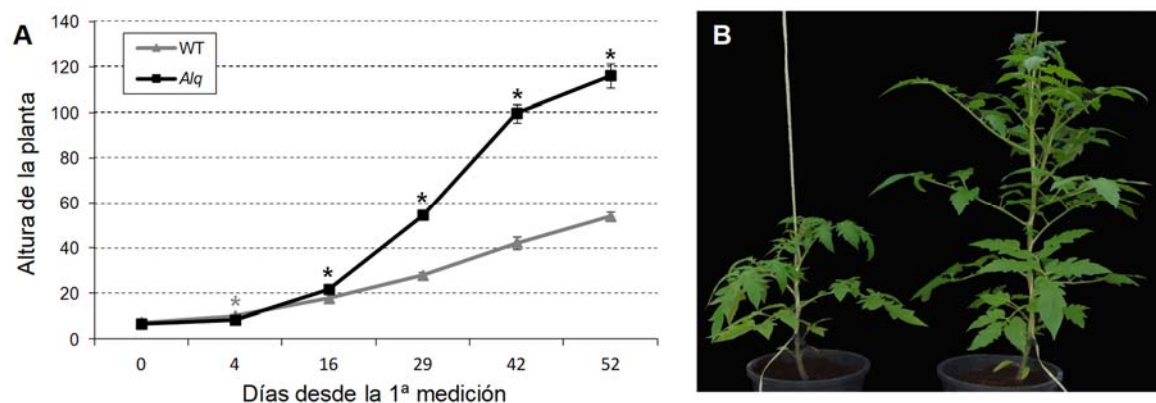 A
WT
Alq
Altura de la planta
140
120
100
80
60
40
20
0
* * * * * *
0 4 16 29 42 52
Días desde la 1ª medición
B